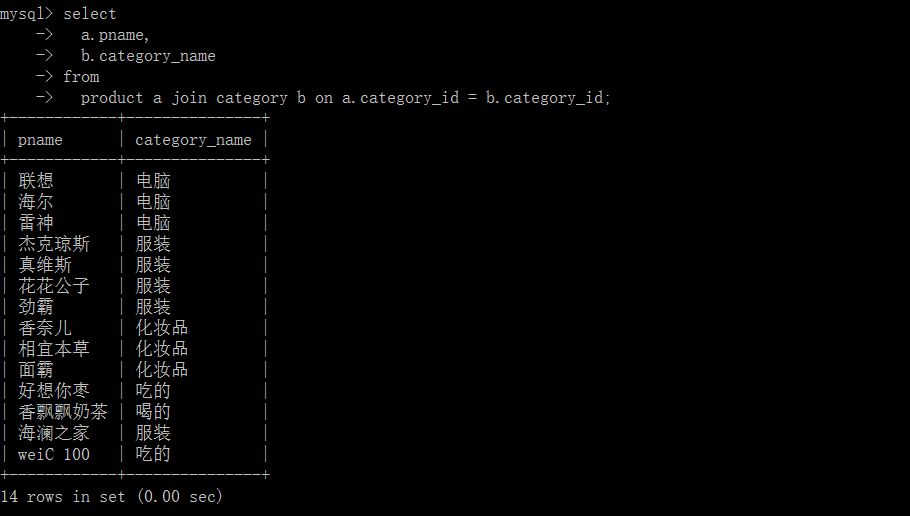 mysql> select
    ->   a.pname,
    ->   b.category_name
    -> from
    ->   product a join category b on a.category_id = b.category_id;
+------------+---------------+
| pname      | category_name |
+------------+---------------+
| 联想       | 电脑          |
| 海尔       | 电脑          |
| 雷神       | 电脑          |
| 杰克琼斯   | 服装          |
| 真维斯     | 服装          |
| 花花公子   | 服装          |
| 劲霸       | 服装          |
| 香奈儿     | 化妆品        |
| 相宜本草   | 化妆品        |
| 面霸       | 化妆品        |
| 好想你枣   | 吃的          |
| 香飘飘奶茶 | 喝的          |
| 海澜之家   | 服装          |
| weiC 100   | 吃的          |
+------------+---------------+
14 rows in set (0.00 sec)